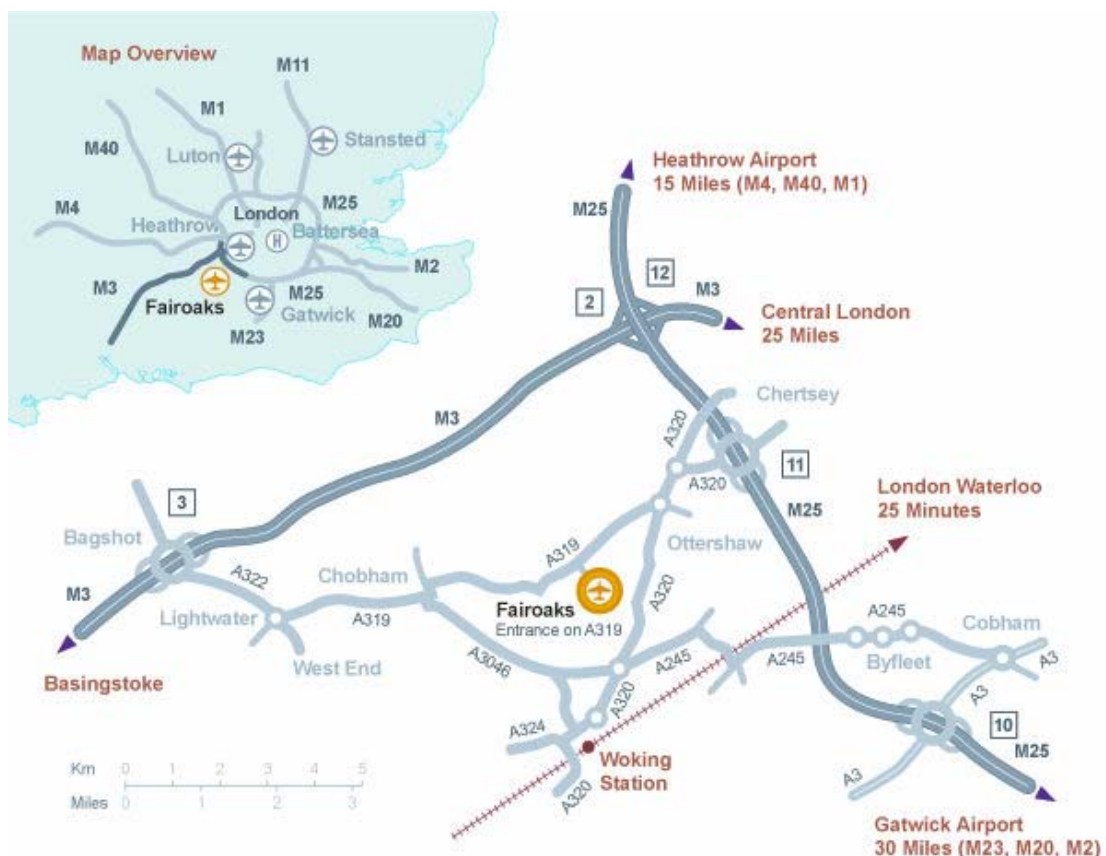 Map Overview
M11
M1
Stansted
M40
Luton
M4
London
M25
Heathrow
Battersea
M2
M3
M25
Fairoaks
Gatwick
M20
M23
Heathrow Airport
15 Miles (M4, M40, M1)
M25
12
2
M3
Central London
25 Miles
M3
Chertsey
A320
11
A320
3
M25
London Waterloo
25 Minutes
Bagshot
Ottershaw
A319
A322
Chobham
M3
Fairoaks
Entrance on A319
A320
Lightwater
A319
A245
Cobham
West End
A3046
A245
A245
Byfleet
A3
Basingstoke
A320
A3
A324
10
M25
Km 0 1 2 3 4 5
Woking
Station
A3
Miles 0 1 2 3
A320
Gatwick Airport
30 Miles (M23, M20, M2)